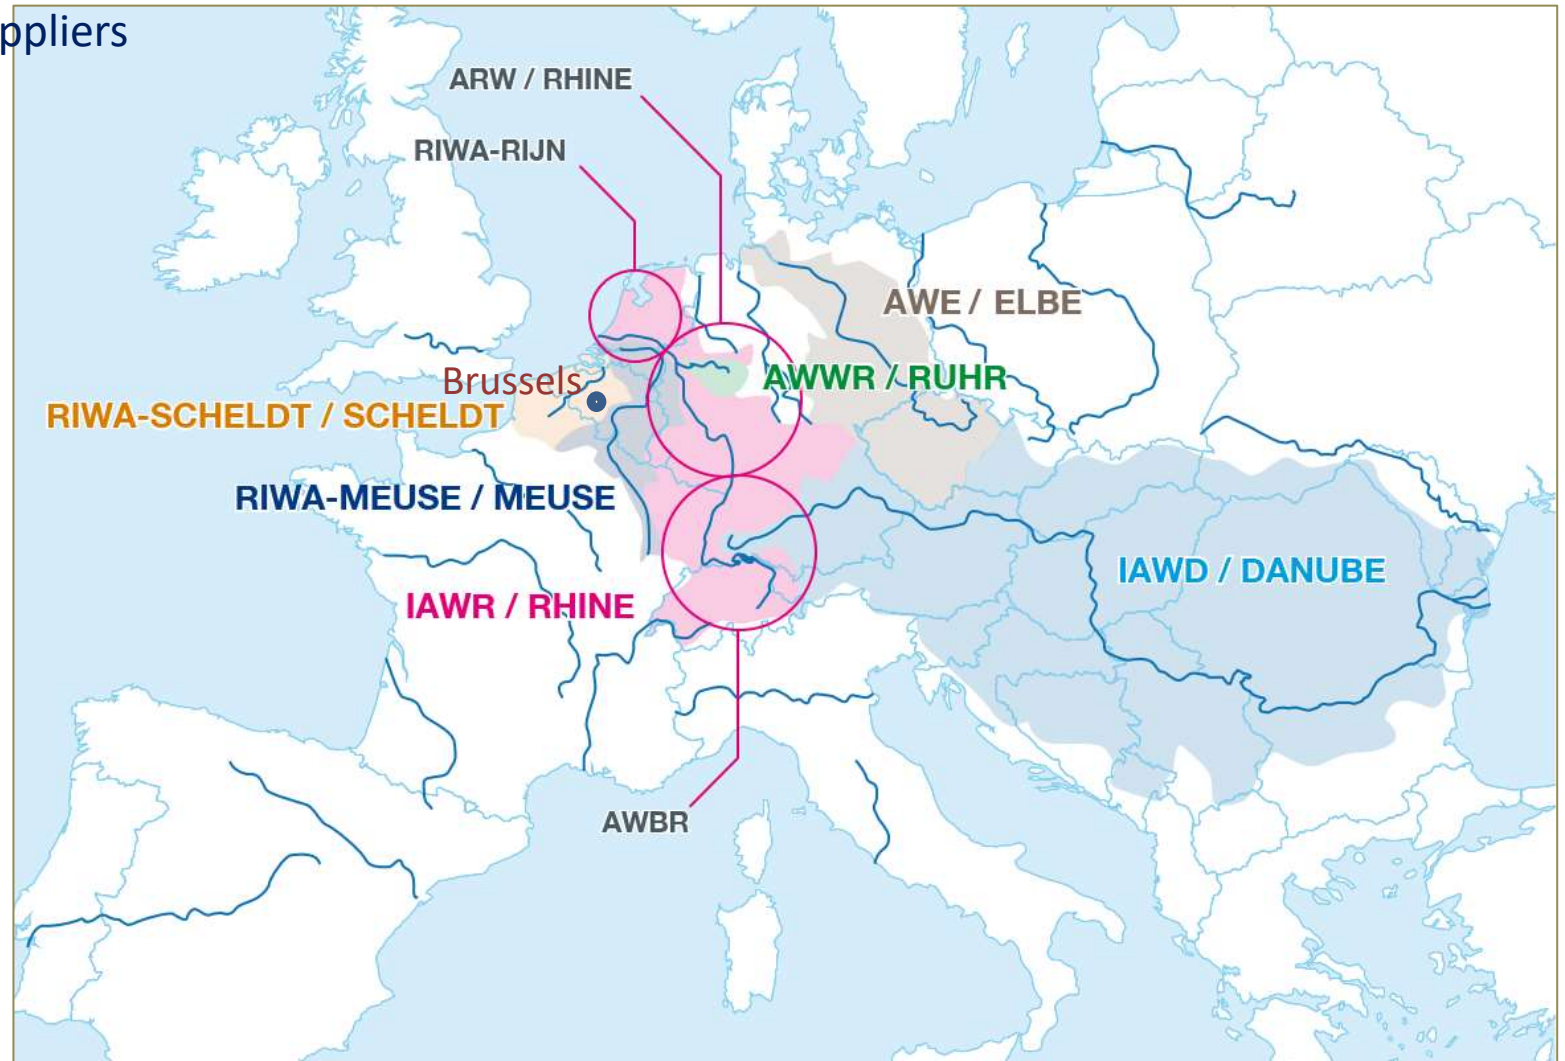 ppliers
ARW / RHINE
RIWA-RIJN
AWE / ELBE
Brussels
AWWR / RUHR
RIWA-SCHELDT / SCHELDT
RIWA-MEUSE / MEUSE
IAWD / DANUBE
IAWR / RHINE
AWBR